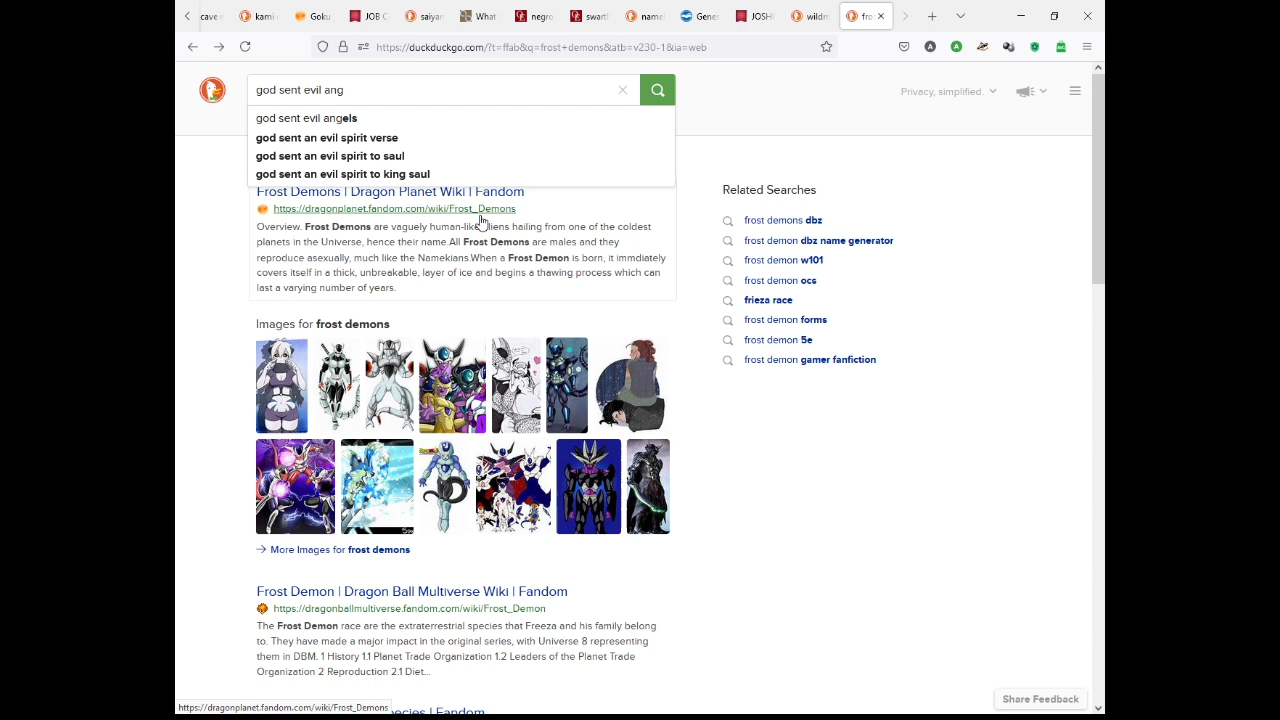 cave
kami
Goku
JOB C
saiyan
What
negro
swart
name
Genes
JOSH
wildm
fros
https://duckduckgo.com/?t=ffab&q=frost+demons&atb=v230-1&ia=web
god sent evil ang
Privacy, simplified.
god sent evil angels
god sent an evil spirit verse
god sent an evil spirit to saul
god sent an evil spirit to king saul
Frost Demons | Dragon Planet Wiki | Fandom
https://dragonplanet.fandom.com/wiki/Frost_Demons
Overview. Frost Demons are vaguely human-like aliens hailing from one of the coldest
planets in the Universe, hence their name.All Frost Demons are males and they
reproduce asexually, much like the Namekians.When a Frost Demon is born, it immdiately
covers itself in a thick, unbreakable, layer of ice and begins a thawing process which can
last a varying number of years.
Related Searches
frost demons dbz
frost demon dbz name generator
frost demon w101
frost demon ocs
frieza race
frost demon forms
frost demon 5e
frost demon gamer fanfiction
Images for frost demons
More Images for frost demons
Frost Demon | Dragon Ball Multiverse Wiki | Fandom
https://dragonballmultiverse.fandom.com/wiki/Frost_Demon
The Frost Demon race are the extraterrestrial species that Freeza and his family belong
to. They have made a major impact in the original series, with Universe 8 representing
them in DBM. 1 History 1.1 Planet Trade Organization 1.2 Leaders of the Planet Trade
Organization 2 Reproduction 2.1 Diet...
Share Feedback
https://dragonplanet.fandom.com/wiki/Frost_Demons
ecies | Fandom